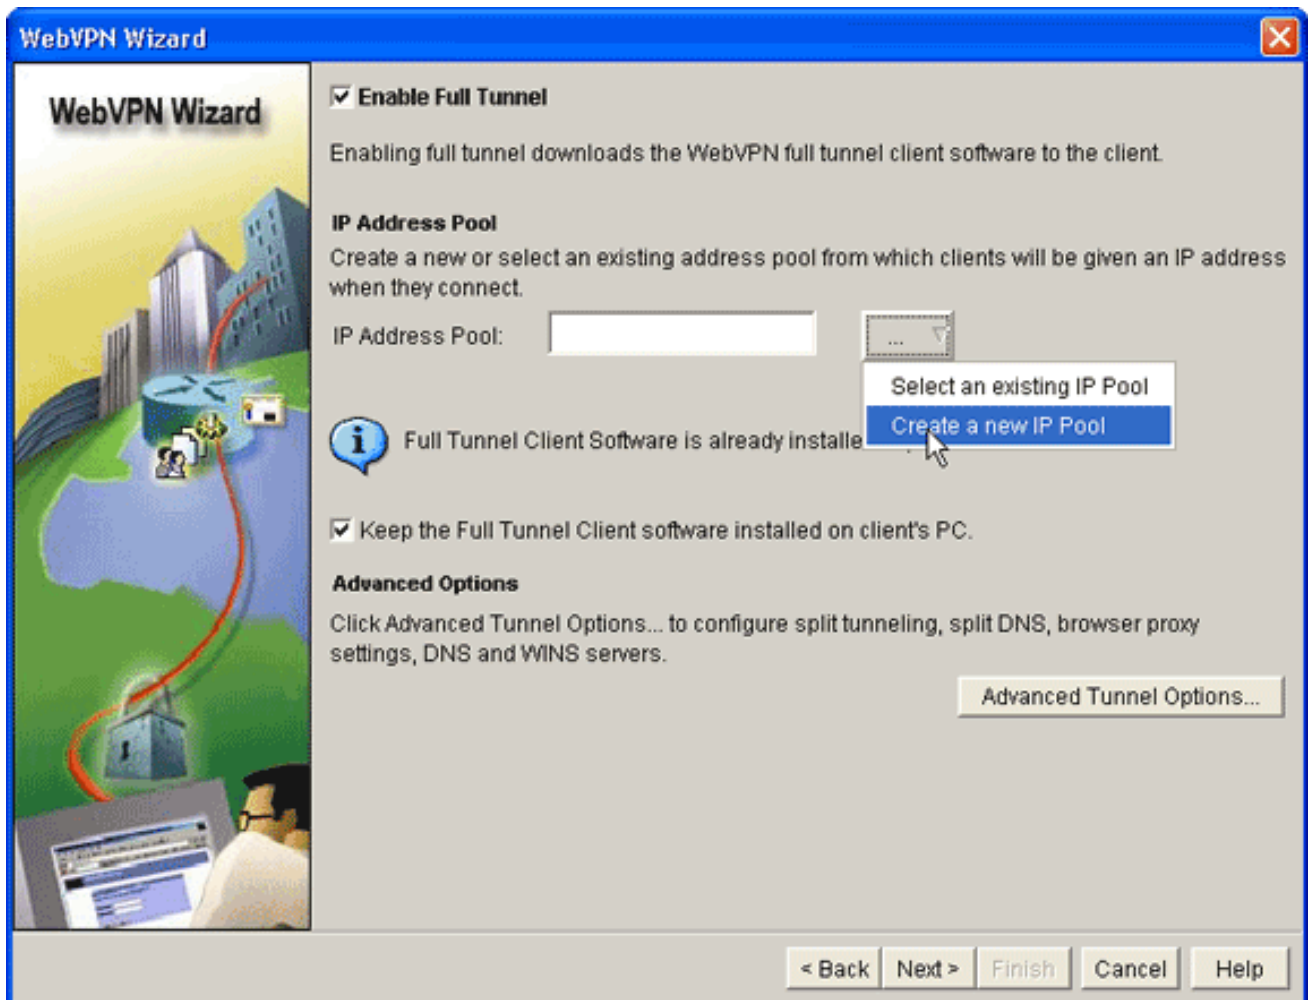 WebVPN Wizard
WebVPN Wizard
Enable Full Tunnel
Enabling full tunnel downloads the WebVPN full tunnel client software to the client.
IP Address Pool
Create a new or select an existing address pool from which clients will be given an IP address
when they connect.
IP Address Pool:
...
Select an existing IP Pool
Create a new IP Pool
Full Tunnel Client Software is already installe
Keep the Full Tunnel Client software installed on client's PC.
Advanced Options
Click Advanced Tunnel Options... to configure split tunneling, split DNS, browser proxy
settings, DNS and WINS servers.
Advanced Tunnel Options...
< Back
Next >
Finish
Cancel
Help